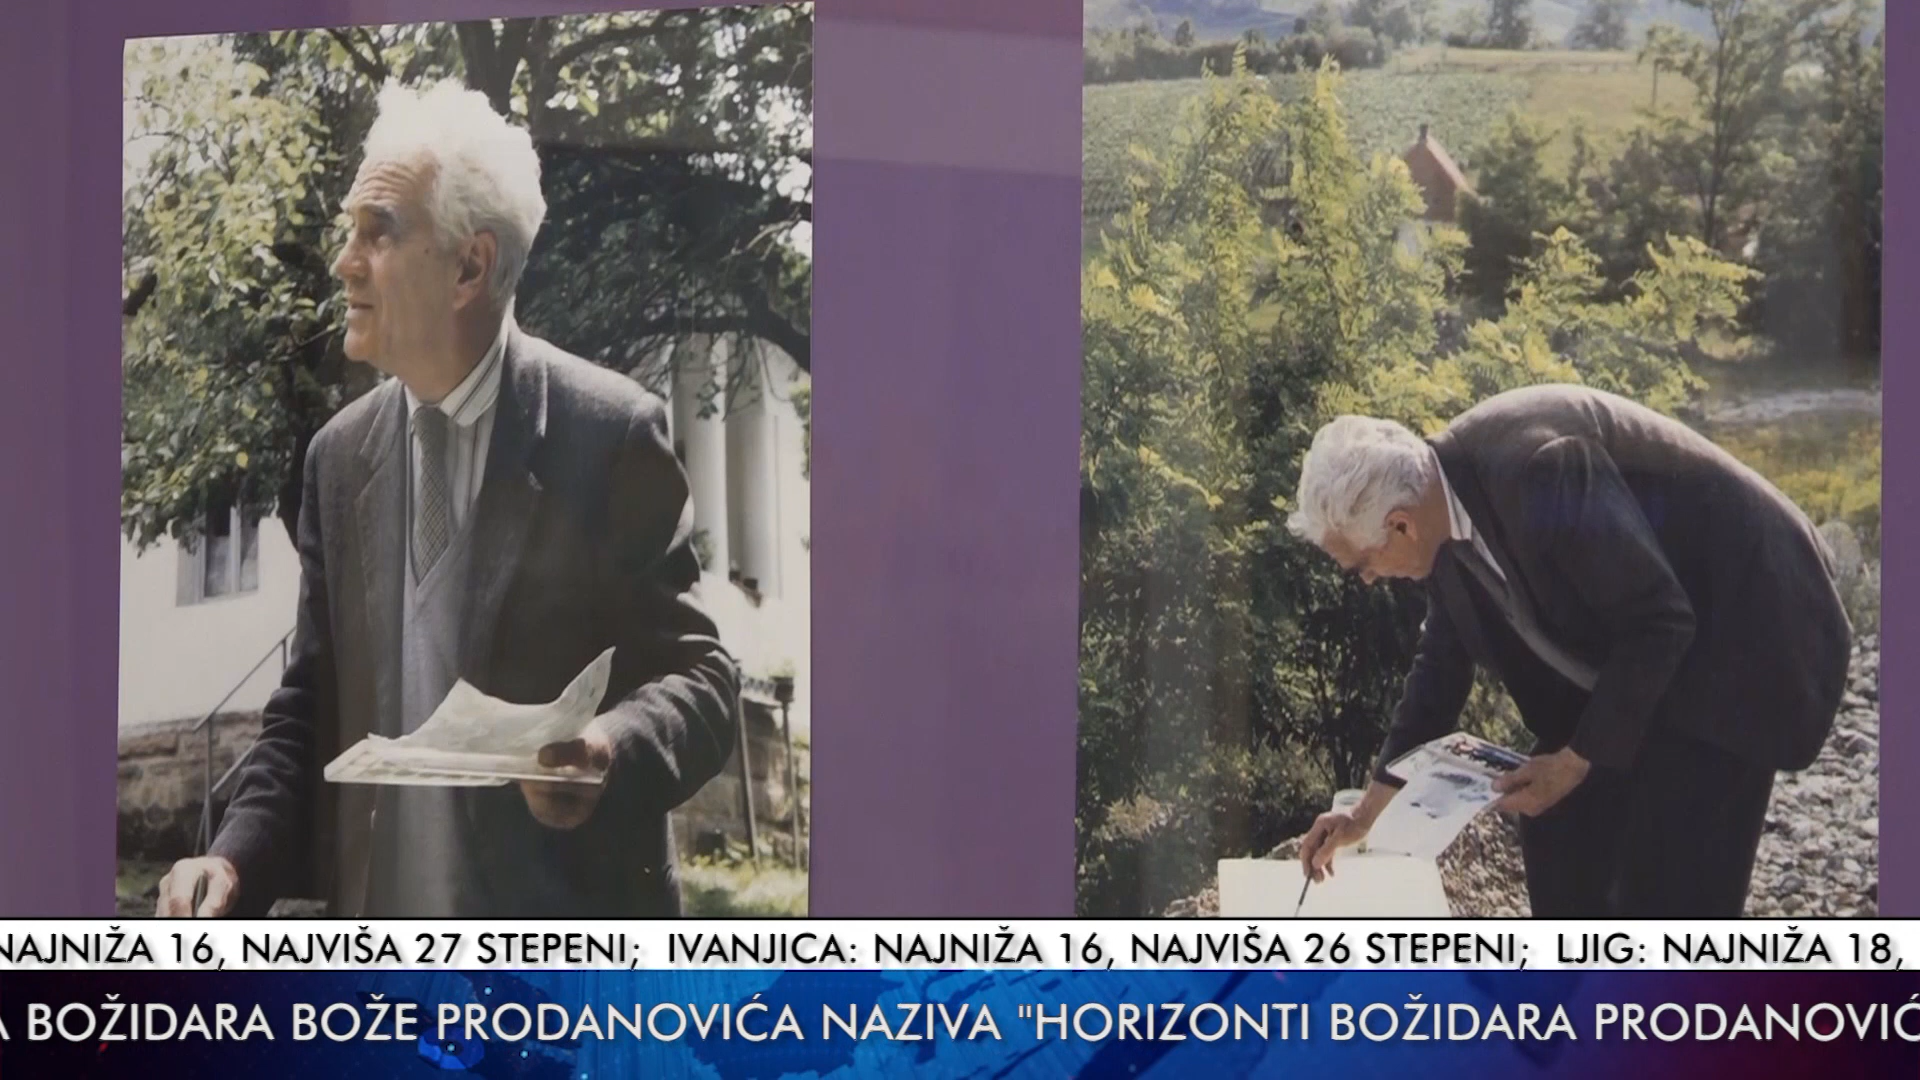 NAJNIŽA 16, NAJVIŠA 27 STEPENI; IVANJICA: NAJNIŽA 16, NAJVIŠA 26 STEPENI; LJIG: NAJNIŽA 18,
A BOŽIDARA BOŽE PRODANOVIĆA NAZIVA "HORIZONTI BOŽIDARA PRODANOVIĆ